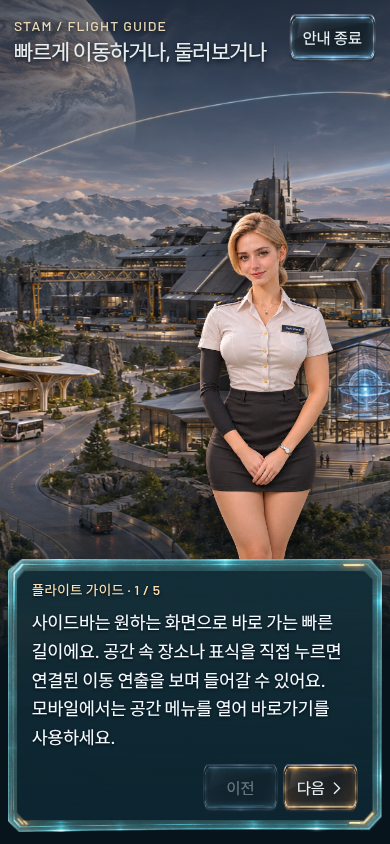 STAM / FLIGHT GUIDE
빠르게 이동하거나, 둘러보거나
안내 종료
플라이트 가이드 · 1 / 5
사이드바는 원하는 화면으로 바로 가는 빠른
길이에요. 공간 속 장소나 표식을 직접 누르면
연결된 이동 연출을 보며 들어갈 수 있어요.
모바일에서는 공간 메뉴를 열어 바로가기를
사용하세요.
이전
다음